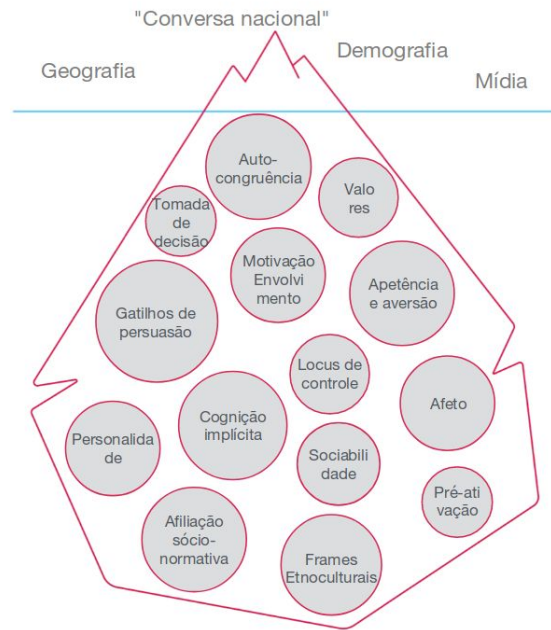 "Conversa nacional"
Geografia
Demografia
Mídia
Auto-
congruência
Valo
res
Tomada
de
decisão
Motivação
Envolvi
mento
Apetência
e aversão
Gatilhos de
persuasão
Locus de
controle
Afeto
Cognição
implícita
Personalida
de
Sociabili
dade
Pré-ati
vação
Afiliação
sócio-
normativa
Frames
Etnoculturais